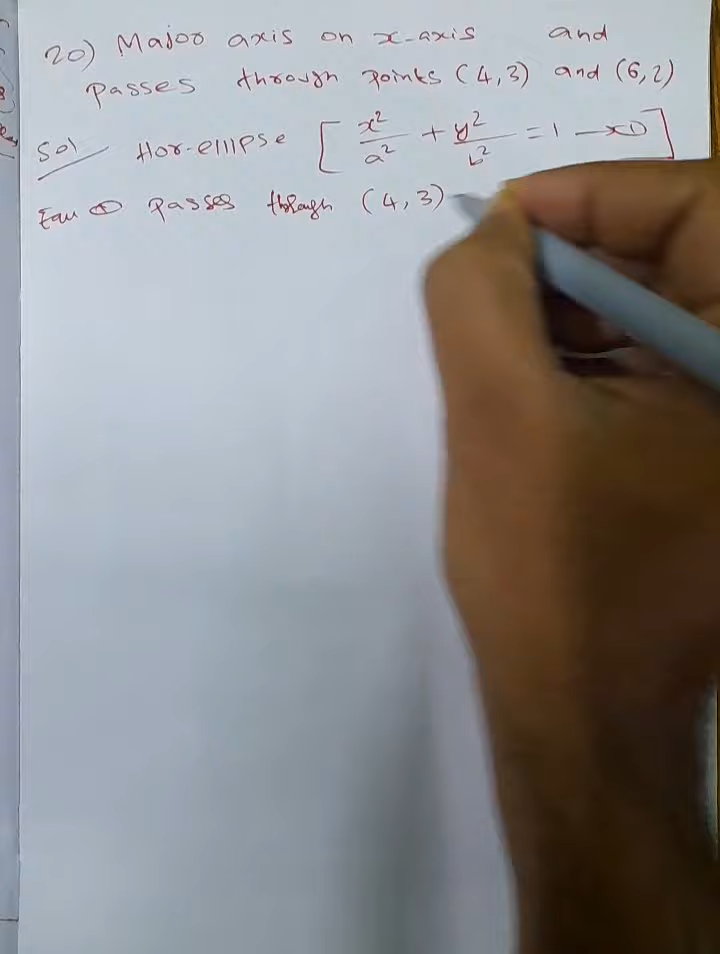 20) Major axis on x-axis and
passes through points (4,3) and (6,2)
Sol Hor-ellipse [ x²/a² + y²/b² = 1 → ① ]
Equ ① passes through (4,3)